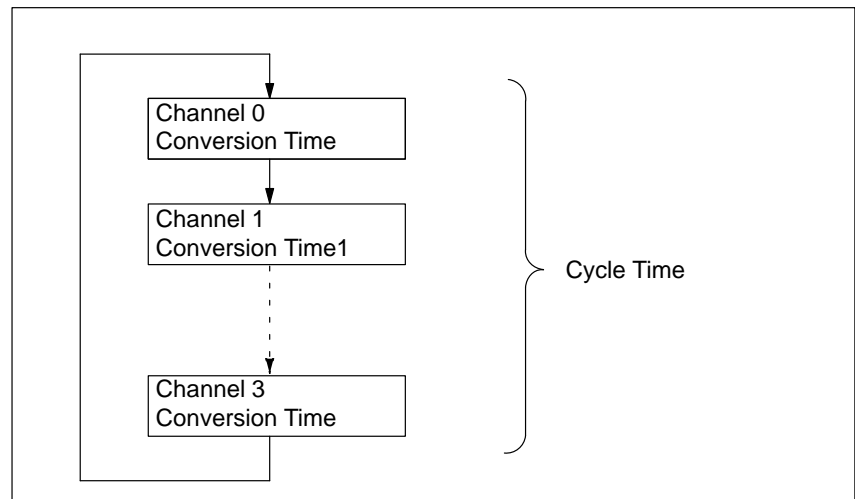 Channel 0
Conversion Time
Channel 1
Conversion Time1
Cycle Time
Channel 3
Conversion Time